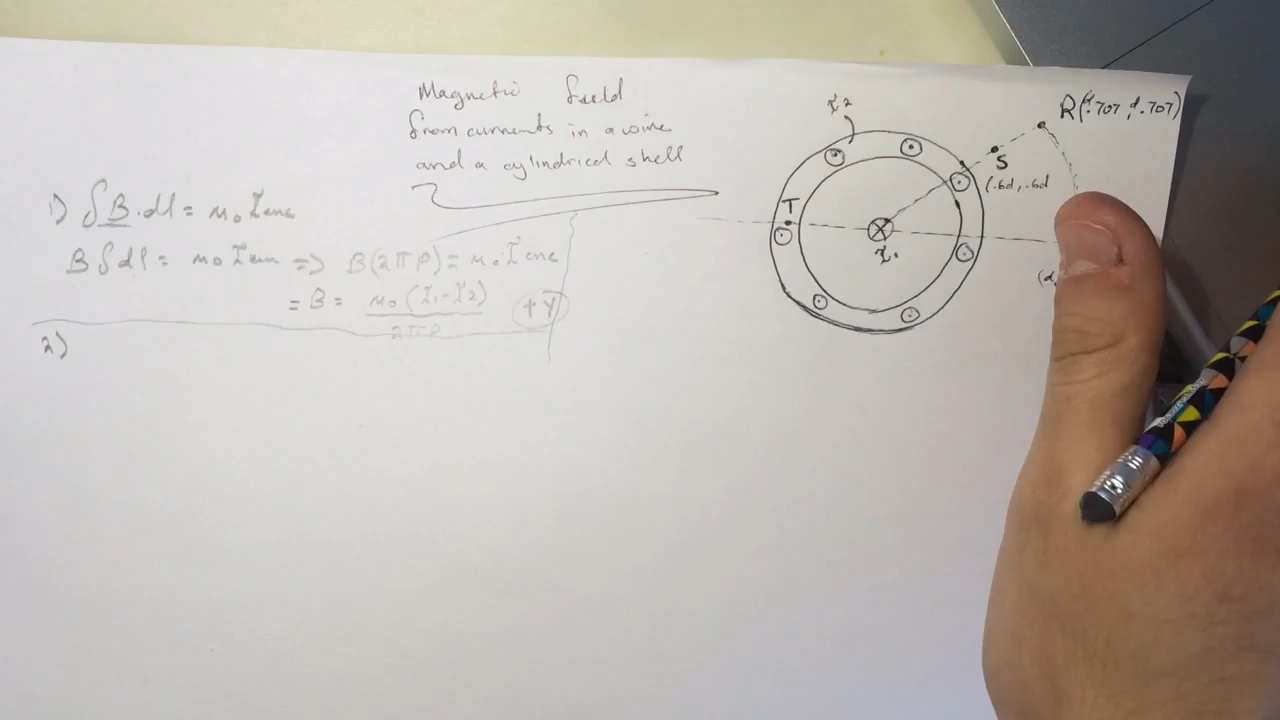 Magnetic field
from currents in a wire
and a cylindrical shell
1) ∫B·dl = μ₀Ienc
B∫dl = μ₀Ienc => B(2πρ) = μ₀Ienc
= B = μ₀(I₁-I₂) / 2πρ +Y
2)
I₂
R(d.707, d.707)
S
(.6d, .6d
T
I₁
(d,